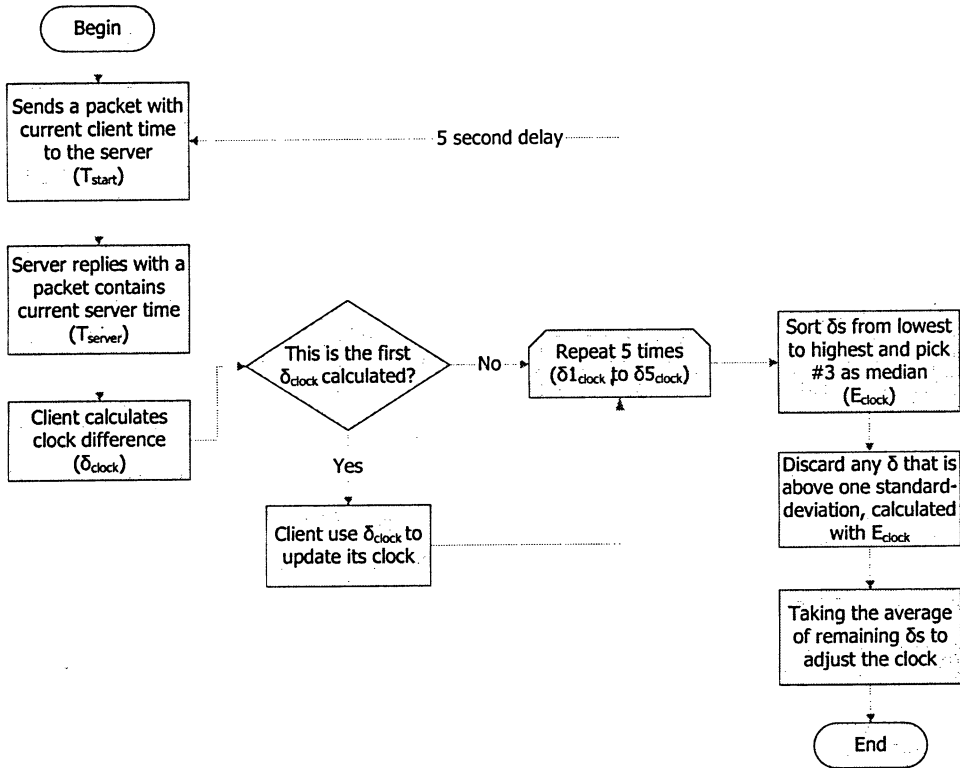 Begin
Sends a packet with
current client time
to the server
(Tstart)
5 second delay
Server replies with a
packet contains
current server time
(Tserver)
Client calculates
clock difference
(δclock)
This is the first
δclock calculated?
No
Yes
Client use δclock to
update its clock
Repeat 5 times
(δ1clock to δ5clock)
Sort δs from lowest
to highest and pick
#3 as median
(Eclock)
Discard any δ that is
above one standard-
deviation, calculated
with Eclock
Taking the average
of remaining δs to
adjust the clock
End